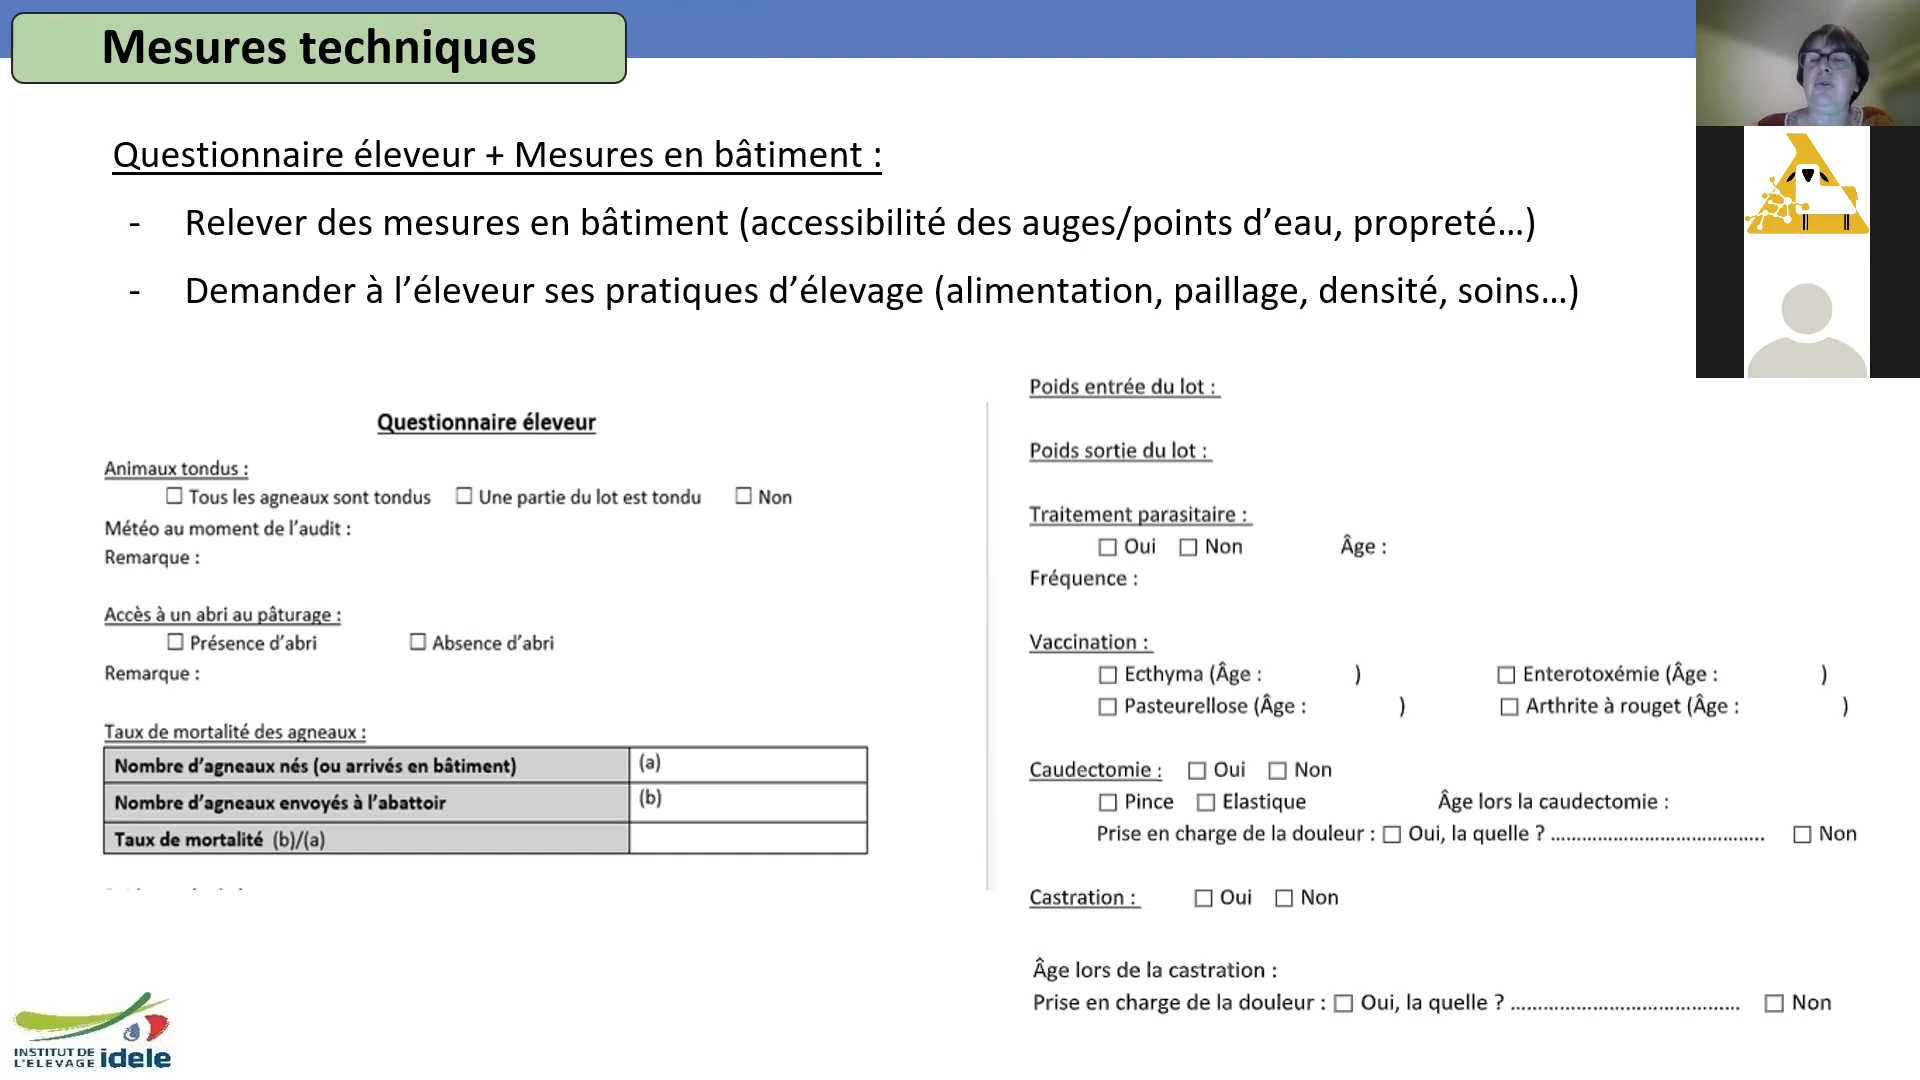 Mesures techniques
Questionnaire éleveur + Mesures en bâtiment :
- Relever des mesures en bâtiment (accessibilité des auges/points d’eau, propreté…)
- Demander à l’éleveur ses pratiques d’élevage (alimentation, paillage, densité, soins…)
Questionnaire éleveur
Animaux tondus :
☐ Tous les agneaux sont tondus ☐ Une partie du lot est tondu ☐ Non
Météo au moment de l’audit :
Remarque :
Accès à un abri au pâturage :
☐ Présence d’abri ☐ Absence d’abri
Remarque :
Taux de mortalité des agneaux :
Nombre d’agneaux nés (ou arrivés en bâtiment) (a)
Nombre d’agneaux envoyés à l’abattoir (b)
Taux de mortalité (b)/(a)
Poids entrée du lot :
Poids sortie du lot :
Traitement parasitaire :
☐ Oui ☐ Non Âge :
Fréquence :
Vaccination :
☐ Ecthyma (Âge : ) ☐ Enterotoxémie (Âge : )
☐ Pasteurellose (Âge : ) ☐ Arthrite à rouget (Âge : )
Caudectomie : ☐ Oui ☐ Non
☐ Pince ☐ Elastique Âge lors la caudectomie :
Prise en charge de la douleur : ☐ Oui, la quelle ? ………………………………… ☐ Non
Castration : ☐ Oui ☐ Non
Âge lors de la castration :
Prise en charge de la douleur : ☐ Oui, la quelle ? ………………………………… ☐ Non
INSTITUT DE
L’ELEVAGE idele